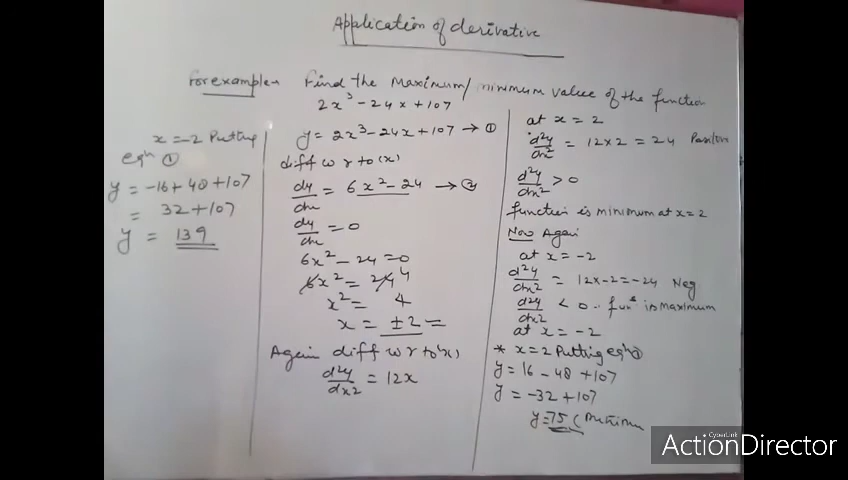 Application of derivative
For example → Find the Maximum/minimum value of the function
2x³ - 24x + 107
y = 2x³ - 24x + 107 → ①
diff w r to (x)
dy/dx = 6x² - 24 → ②
dy/dx = 0
6x² - 24 = 0
6x² = 24 4
x² = 4
x = ±2 =
Again diff w r to (x)
d²y/dx² = 12x
at x = 2
d²y/dx² = 12×2 = 24
d²y/dx² > 0
function is minimum at x = 2
Now Again
at x = -2
d²y/dx² = 12x-2 = -24 Neg
d²y/dx² < 0 . funⁿ is maximum
at x = -2
* x = 2 Putting eqⁿ ①
y = 16 - 48 + 107
y = -32 + 107
y = 75 (
x = -2 Putting
eqⁿ ①
y = -16 + 48 + 107
= 32 + 107
y = 139
CyberLink
ActionDirector